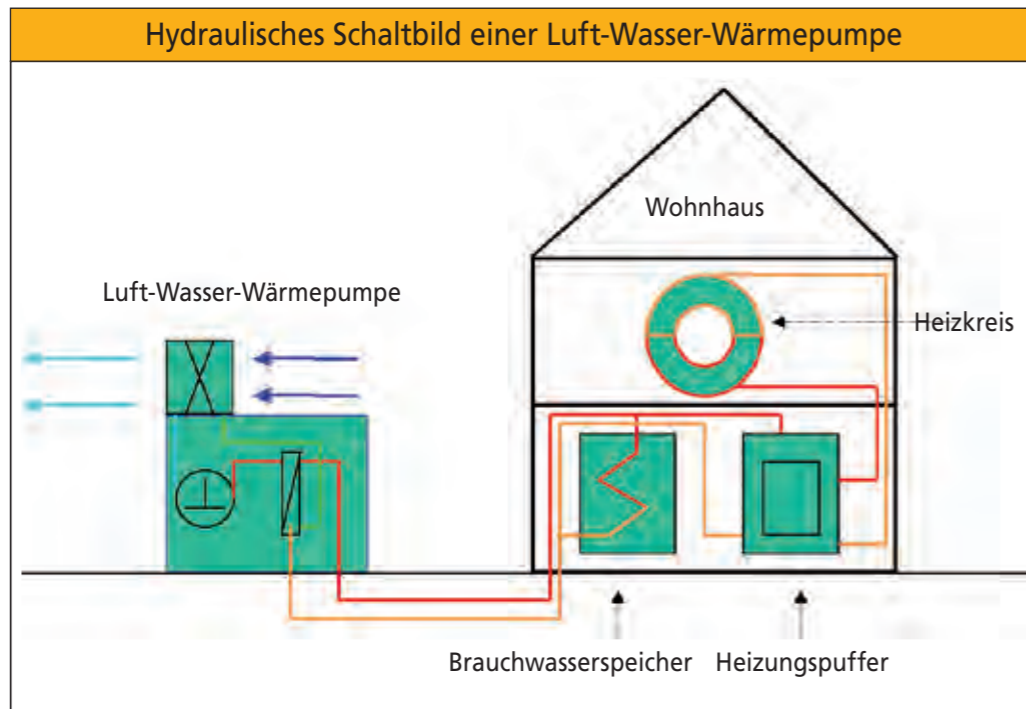 Hydraulisches Schaltbild einer Luft-Wasser-Wärmepumpe
Wohnhaus
Luft-Wasser-Wärmepumpe
Heizkreis
Brauchwasserspeicher
Heizungspuffer